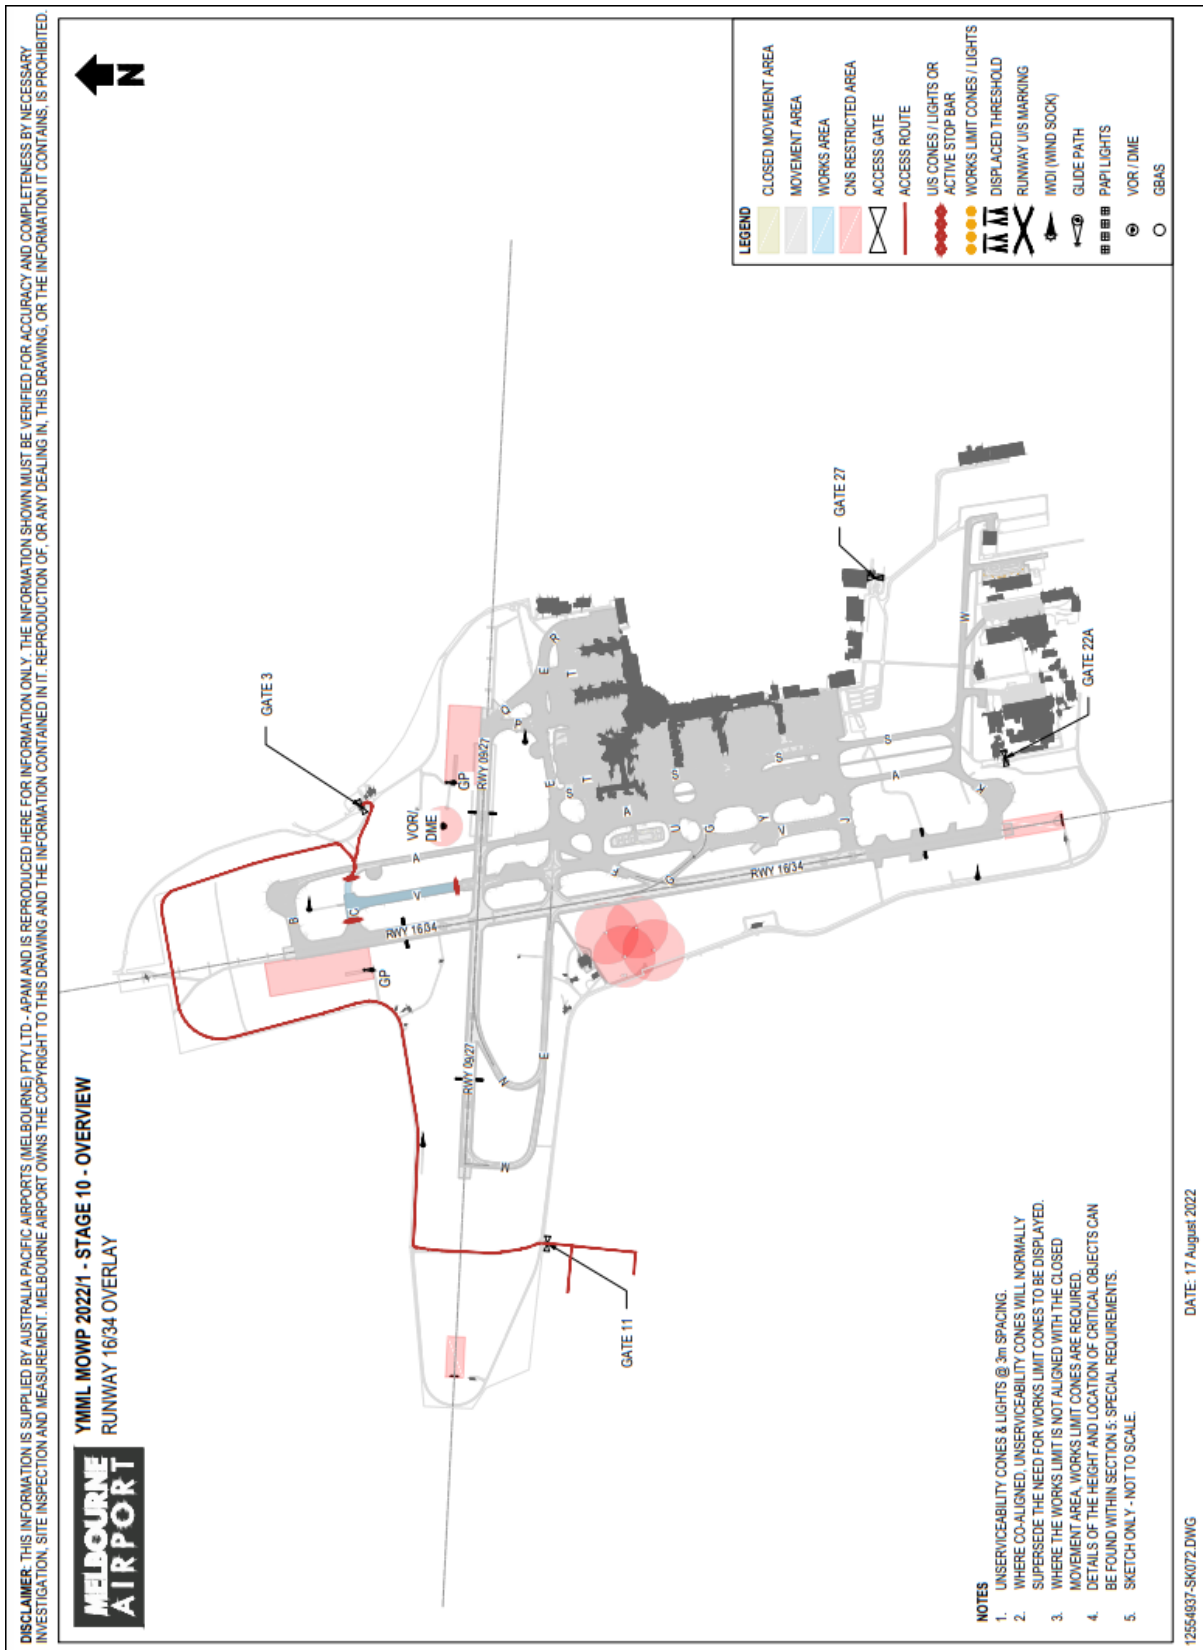 DISCLAIMER: THIS INFORMATION IS SUPPLIED BY AUSTRALIA PACIFIC AIRPORTS (MELBOURNE) PTY LTD - APAM AND IS REPRODUCED HERE FOR INFORMATION ONLY. THE INFORMATION SHOWN MUST BE VERIFIED FOR ACCURACY AND COMPLETENESS BY NECESSARY
INVESTIGATION, SITE INSPECTION AND MEASUREMENT. MELBOURNE AIRPORT OWNS THE COPYRIGHT TO THIS DRAWING AND THE INFORMATION CONTAINED IN IT. REPRODUCTION OF, OR ANY DEALING IN, THIS DRAWING, OR THE INFORMATION IT CONTAINS, IS PROHIBITED.
MELBOURNE
AIRPORT
YMML MOWP 2022/1 - STAGE 10 - OVERVIEW
RUNWAY 16/34 OVERLAY
N
GATE 3
GATE 11
GATE 27
GATE 22A
VOR/
DME
GP
GP
RWY 16/34
RWY 16/34
RWY 09/27
RWY 09/27
B
C
V
A
N
M
E
E
E
P
T
Q
P
S
T
A
U
G
F
G
Y
V
J
S
S
S
A
K
W
LEGEND
CLOSED MOVEMENT AREA
MOVEMENT AREA
WORKS AREA
CNS RESTRICTED AREA
ACCESS GATE
ACCESS ROUTE
U/S CONES / LIGHTS OR
ACTIVE STOP BAR
WORKS LIMIT CONES / LIGHTS
DISPLACED THRESHOLD
RUNWAY U/S MARKING
IWDI (WIND SOCK)
GLIDE PATH
PAPI LIGHTS
VOR / DME
GBAS
NOTES
1. UNSERVICEABILITY CONES & LIGHTS @ 3m SPACING.
2. WHERE CO-ALIGNED, UNSERVICEABILITY CONES WILL NORMALLY
SUPERSEDE THE NEED FOR WORKS LIMIT CONES TO BE DISPLAYED.
3. WHERE THE WORKS LIMIT IS NOT ALIGNED WITH THE CLOSED
MOVEMENT AREA, WORKS LIMIT CONES ARE REQUIRED.
4. DETAILS OF THE HEIGHT AND LOCATION OF CRITICAL OBJECTS CAN
BE FOUND WITHIN SECTION 5: SPECIAL REQUIREMENTS.
5. SKETCH ONLY - NOT TO SCALE.
12554937-SK072.DWG
DATE: 17 August 2022